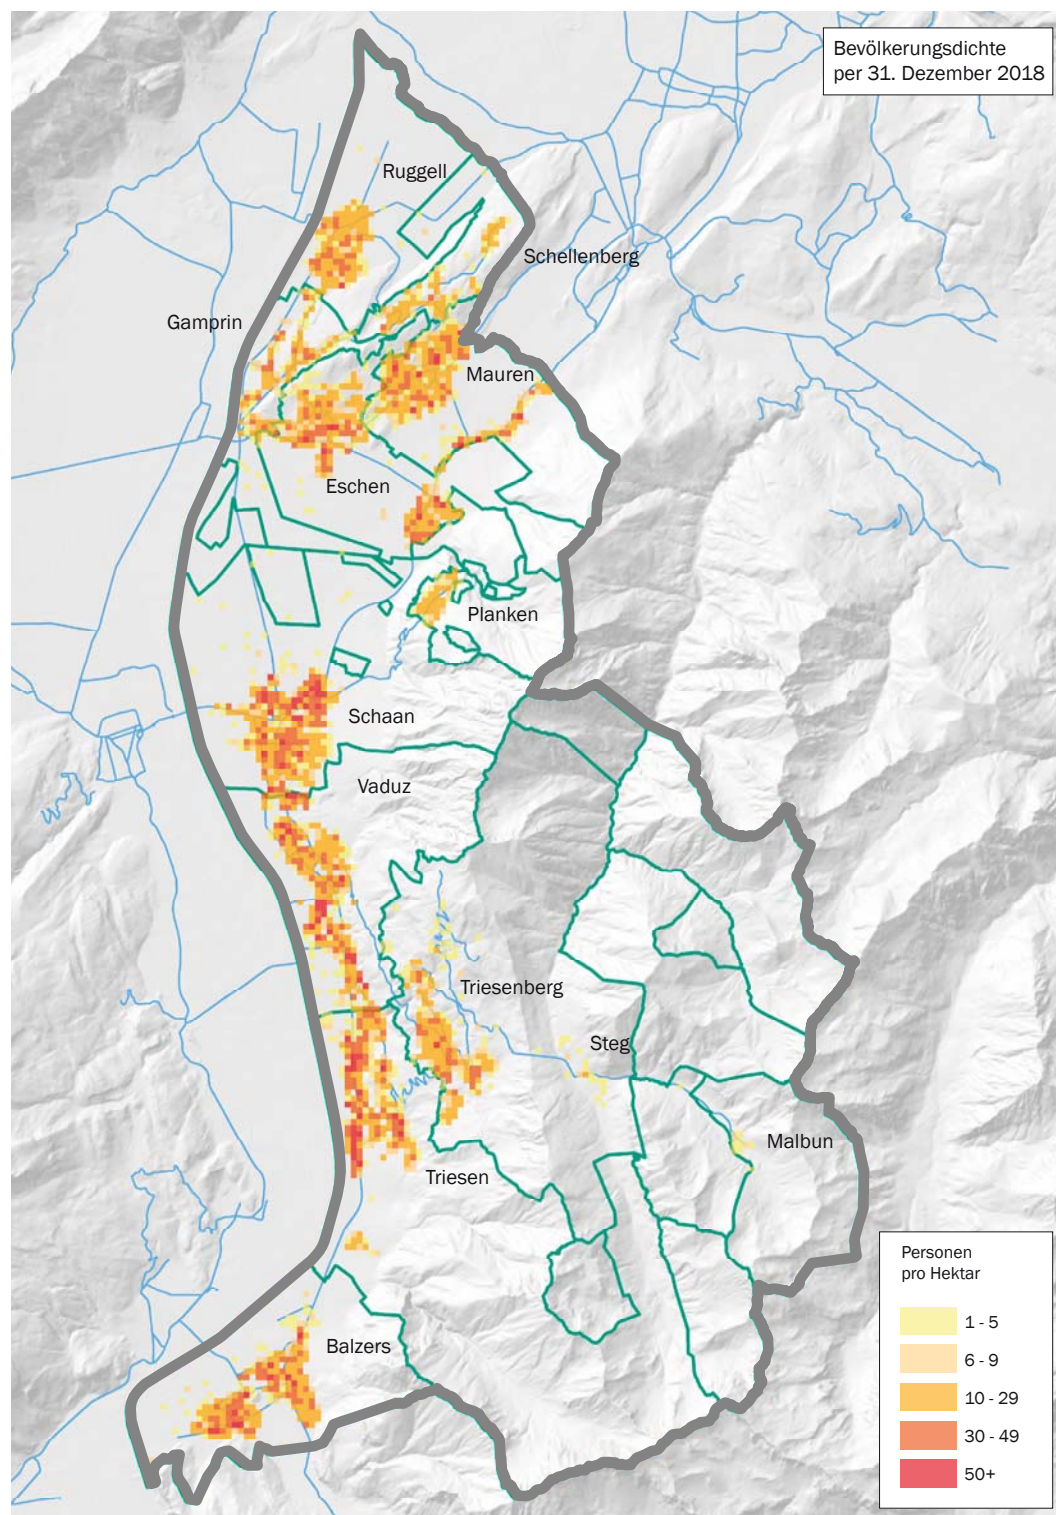 Bevölkerungsdichte
per 31. Dezember 2018
Ruggell
Schellenberg
Gamprin
Mauren
Eschen
Planken
Schaan
Vaduz
Triesenberg
Steg
Malbun
Triesen
Balzers
Personen
pro Hektar
1 - 5
6 - 9
10 - 29
30 - 49
50+